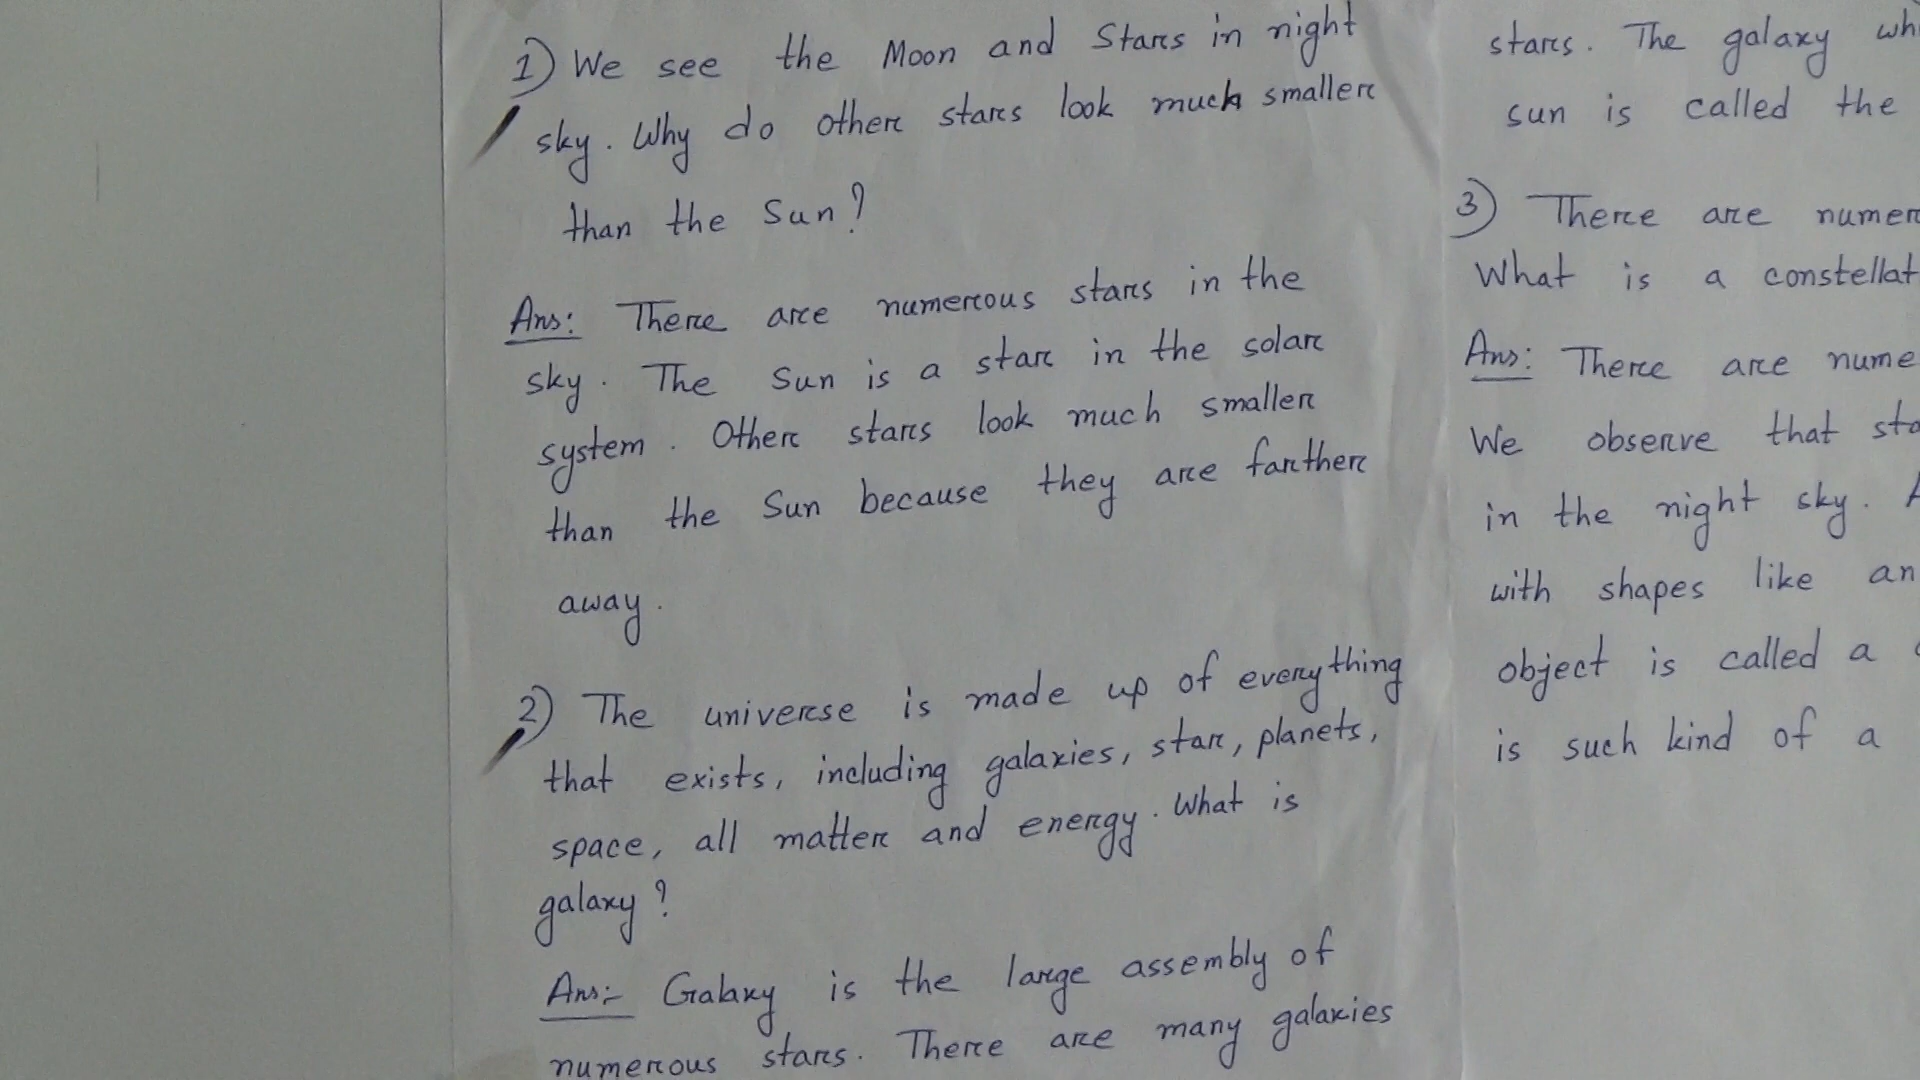 1) We see the Moon and Stars in night
sky. Why do other stars look much smaller
than the Sun?
Ans: There are numerous stars in the
sky. The Sun is a star in the solar
system. Other stars look much smaller
than the Sun because they are farther
away.
2) The universe is made up of everything
that exists, including galaxies, star, planets,
space, all matter and energy. What is
galaxy?
Ans:- Galaxy is the large assembly of
numerous stars. There are many galaxies
stars. The galaxy
sun is called the
3) There are
What is a
Ans: There are
We observe that
in the night sky.
with shapes like an
object is called a
is such kind of a